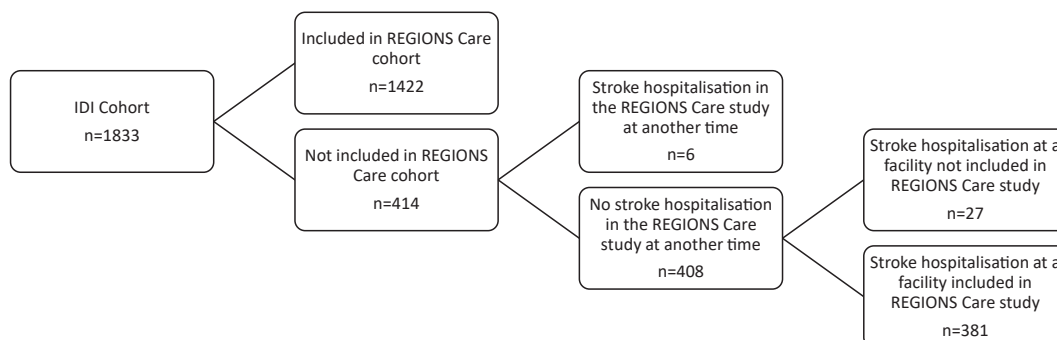 IDI Cohort
n=1833
Included in REGIONS Care
cohort
n=1422
Not included in REGIONS
Care cohort
n=414
Stroke hospitalisation in
the REGIONS Care study
at another time
n=6
No stroke hospitalisation
in the REGIONS Care
study at another time
n=408
Stroke hospitalisation at a
facility not included in
REGIONS Care study
n=27
Stroke hospitalisation at a
facility included in
REGIONS Care study
n=381